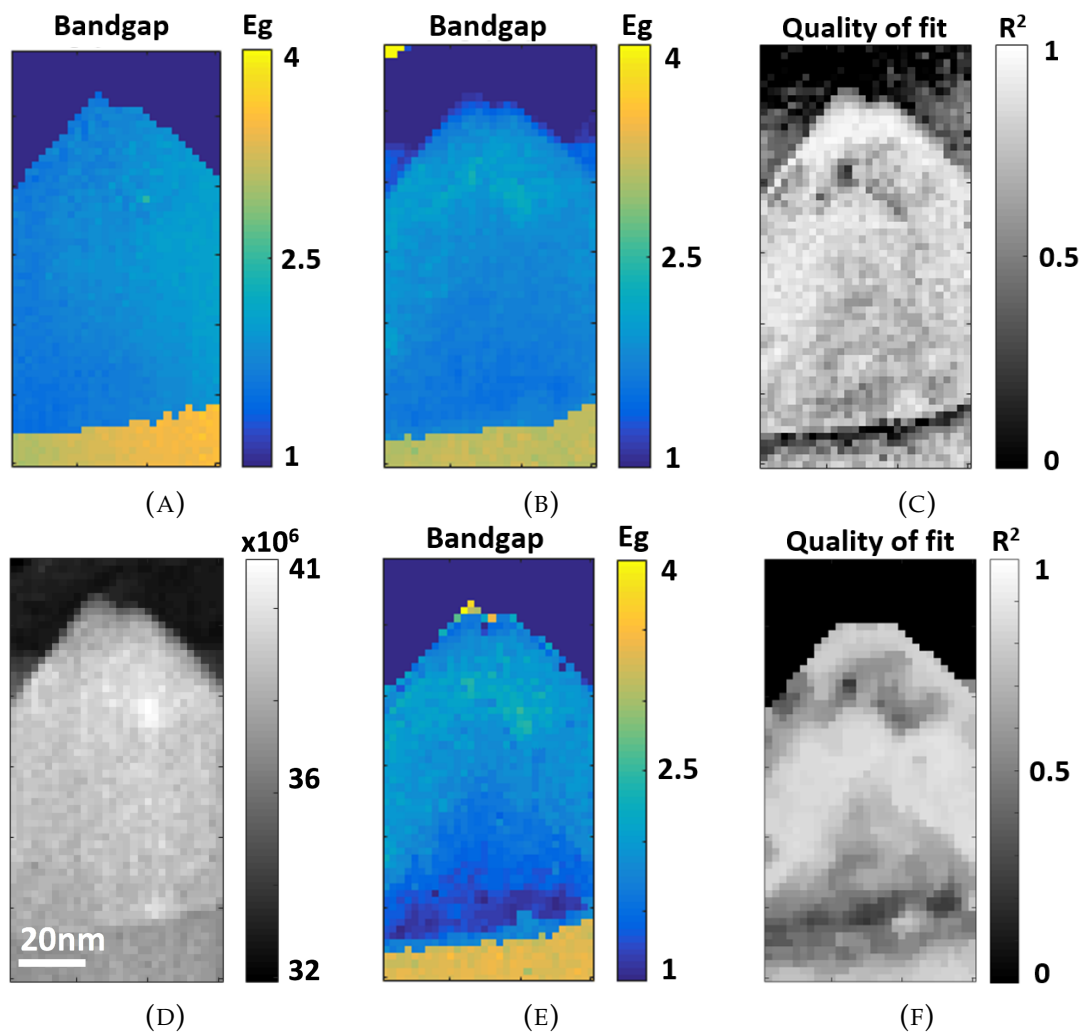 Bandgap Eg
4
2.5
1
(A)
Bandgap Eg
4
2.5
1
(B)
Quality of fit R²
1
0.5
0
(C)
x10⁶
41
36
32
20nm
(D)
Bandgap Eg
4
2.5
1
(E)
Quality of fit R²
1
0.5
0
(F)